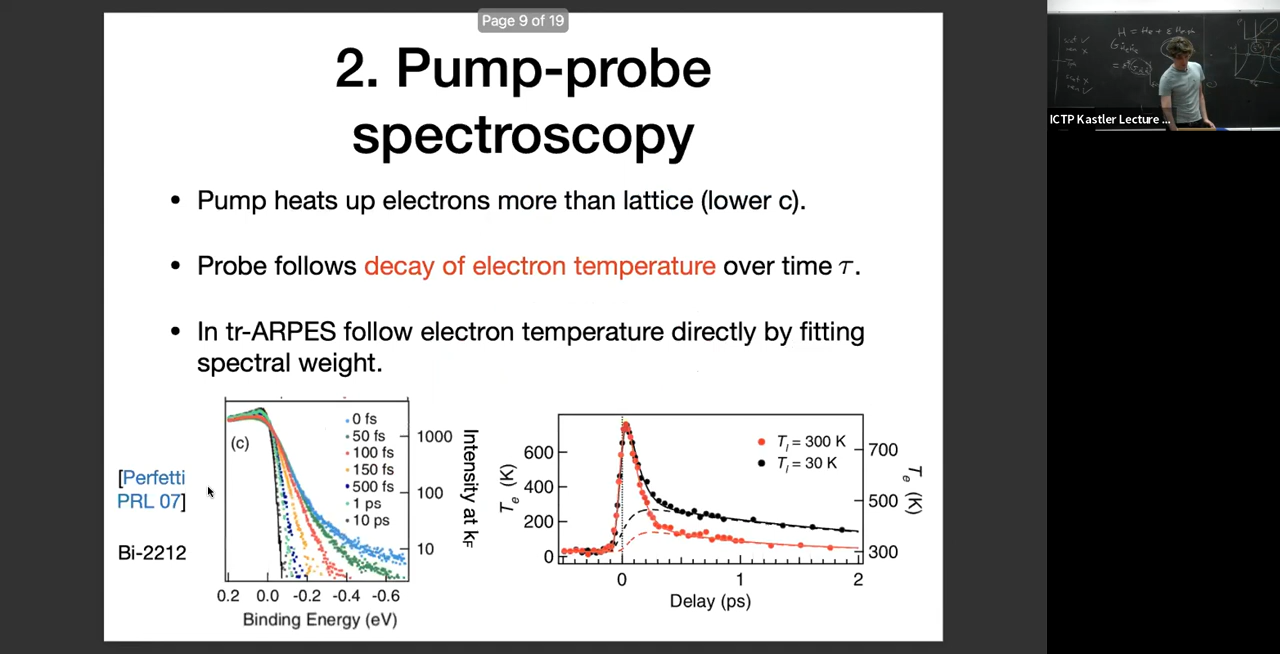 Page 9 of 19
2. Pump-probe
spectroscopy
• Pump heats up electrons more than lattice (lower c).
• Probe follows decay of electron temperature over time τ.
• In tr-ARPES follow electron temperature directly by fitting
spectral weight.
[Perfetti
PRL 07]
Bi-2212
(c)
0 fs
50 fs
100 fs
150 fs
500 fs
1 ps
10 ps
1000
100
10
Intensity at kF
0.2 0.0 -0.2 -0.4 -0.6
Binding Energy (eV)
Te (K)
600
400
200
0
Tl = 300 K
Tl = 30 K
700
500
300
Te (K)
0 1 2
Delay (ps)
H = He +
ICTP Kastler Lecture ...